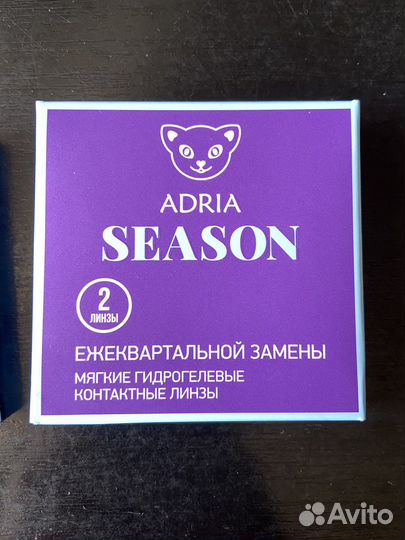 ADRIA
SEASON
2
ЛИНЗЫ
ЕЖЕКВАРТАЛЬНОЙ ЗАМЕНЫ
МЯГКИЕ ГИДРОГЕЛЕВЫЕ
КОНТАКТНЫЕ ЛИНЗЫ
Avito